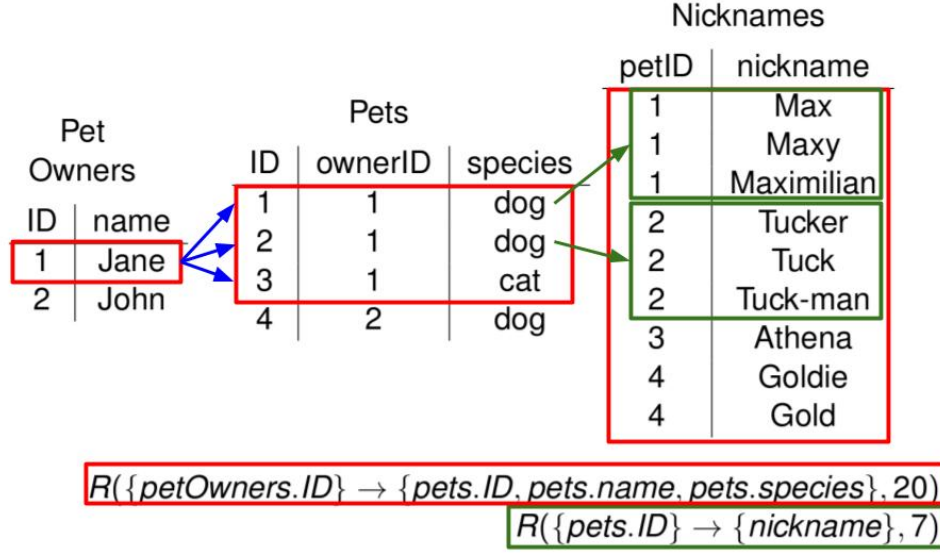 Nicknames
petID nickname
1 Max
1 Maxy
1 Maximilian
2 Tucker
2 Tuck
2 Tuck-man
3 Athena
4 Goldie
4 Gold
Pets
ID ownerID species
1 1 dog
2 1 dog
3 1 cat
4 2 dog
Pet
Owners
ID name
1 Jane
2 John
R({petOwners.ID} → {pets.ID, pets.name, pets.species}, 20)
R({pets.ID} → {nickname}, 7)